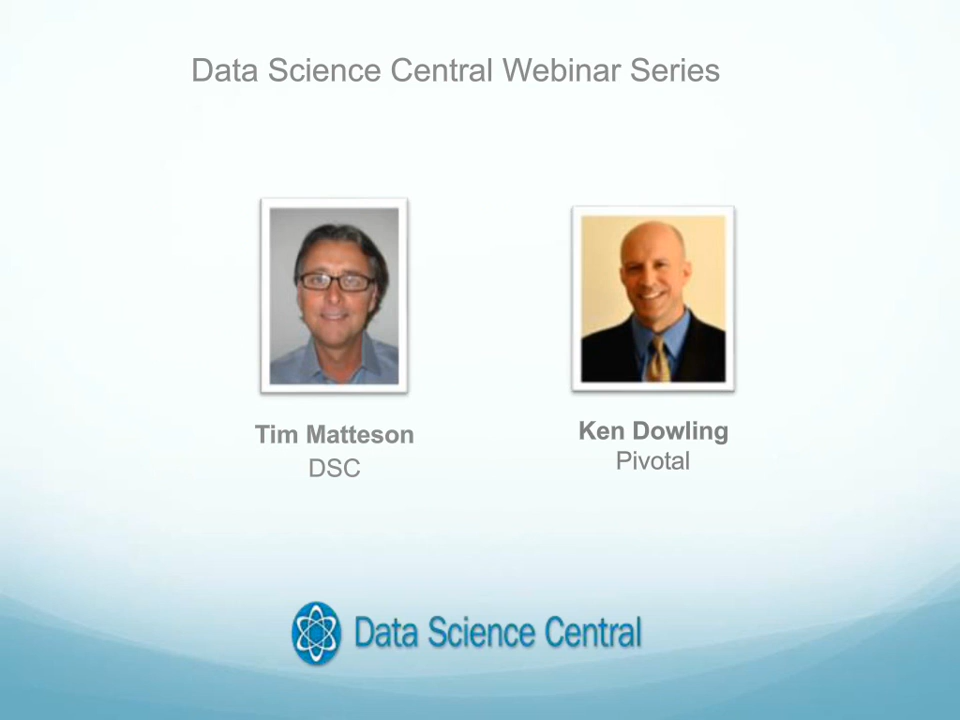 Data Science Central Webinar Series
Tim Matteson
DSC
Ken Dowling
Pivotal
Data Science Central